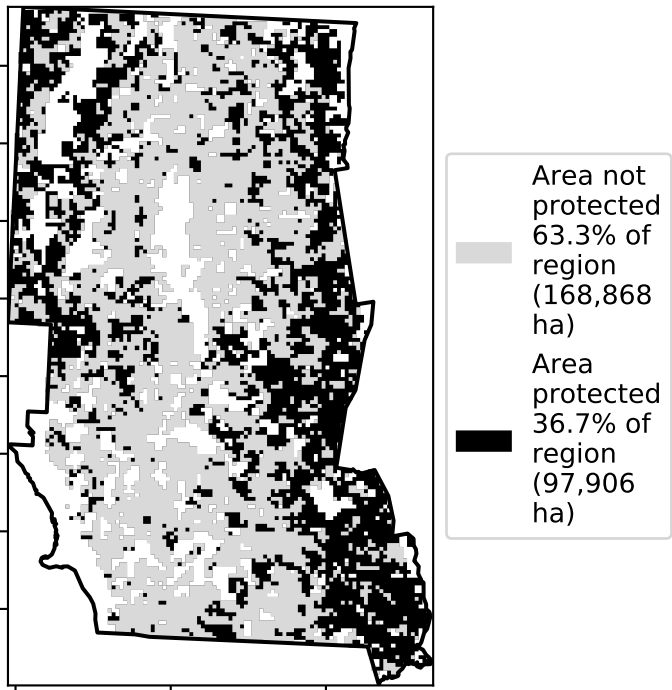 Area not
protected
63.3% of
region
(168,868
ha)
Area
protected
36.7% of
region
(97,906
ha)